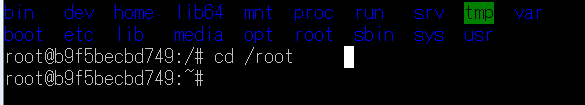 bin dev home lib64 mnt proc run srv tmp var
boot etc lib media opt root sbin sys usr
root@b9f5becbd749:/# cd /root
root@b9f5becbd749:~#